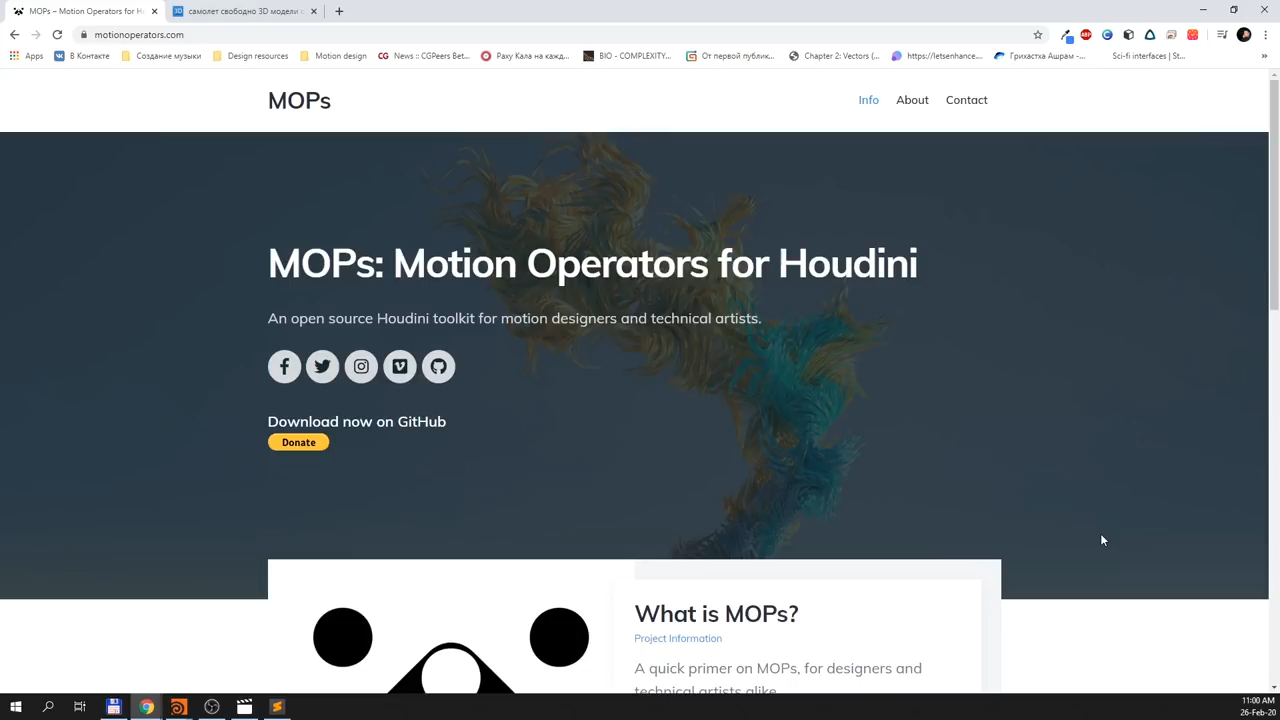 MOPs – Motion Operators for H
самолет свободно 3D модели с
motionoperators.com
Apps
В Контакте
Создание музыки
Design resources
Motion design
News :: CGPeers Bet...
Раху Кала на кажд...
BIO - COMPLEXITY...
От первой публик...
Chapter 2: Vectors (...
https://letsenhance...
Грихастха Ашрам -...
Sci-fi interfaces | St...
MOPs
Info
About
Contact
MOPs: Motion Operators for Houdini
An open source Houdini toolkit for motion designers and technical artists.
Download now on GitHub
Donate
What is MOPs?
Project Information
A quick primer on MOPs, for designers and
technical artists alike.
11:00 AM
26-Feb-20